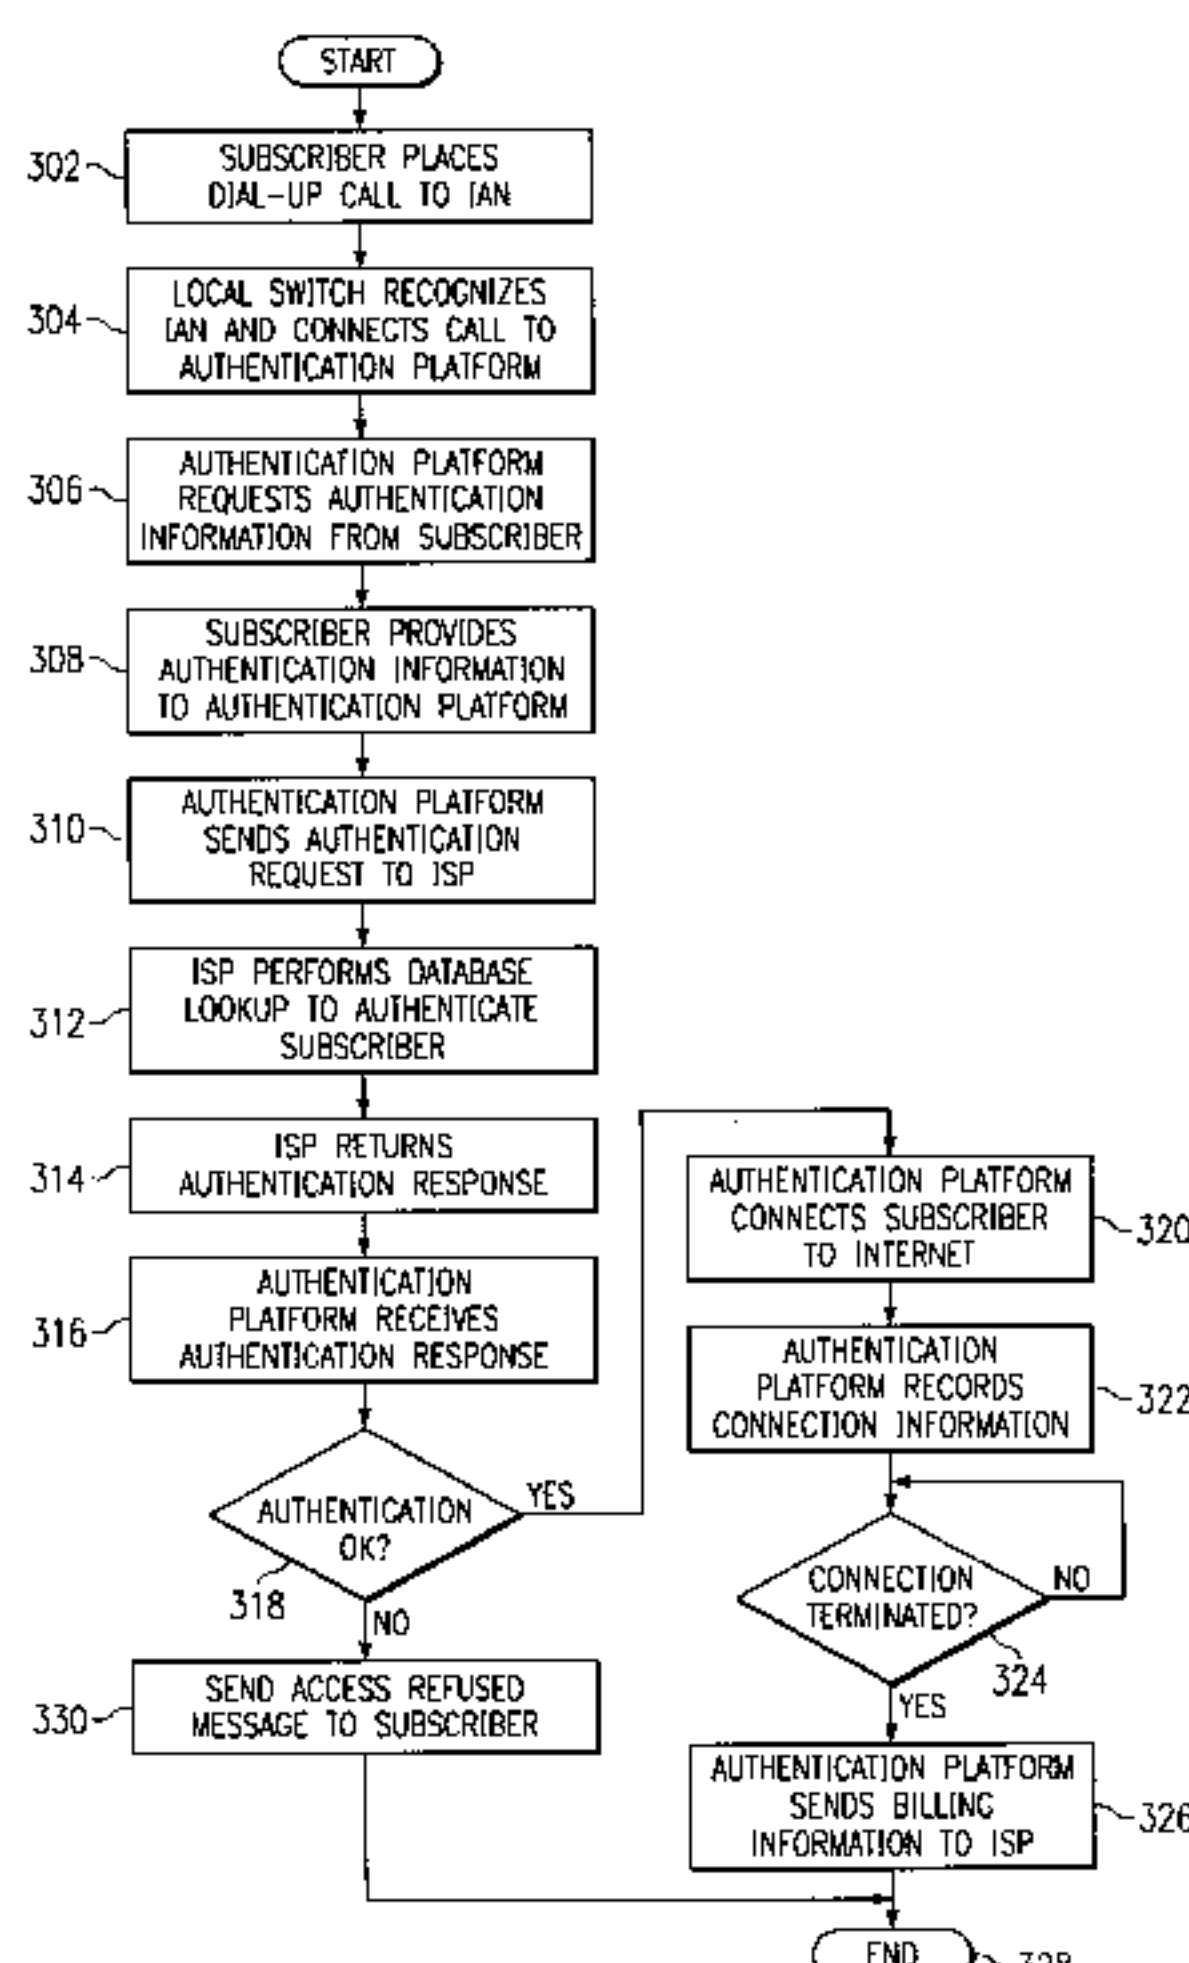 START
302
SUBSCRIBER PLACES
DIAL-UP CALL TO IAN
304
LOCAL SWITCH RECOGNIZES
IAN AND CONNECTS CALL TO
AUTHENTICATION PLATFORM
306
AUTHENTICATION PLATFORM
REQUESTS AUTHENTICATION
INFORMATION FROM SUBSCRIBER
308
SUBSCRIBER PROVIDES
AUTHENTICATION INFORMATION
TO AUTHENTICATION PLATFORM
310
AUTHENTICATION PLATFORM
SENDS AUTHENTICATION
REQUEST TO ISP
312
ISP PERFORMS DATABASE
LOOKUP TO AUTHENTICATE
SUBSCRIBER
314
ISP RETURNS
AUTHENTICATION RESPONSE
316
AUTHENTICATION
PLATFORM RECEIVES
AUTHENTICATION RESPONSE
AUTHENTICATION
OK?
318
YES
NO
330
SEND ACCESS REFUSED
MESSAGE TO SUBSCRIBER
AUTHENTICATION PLATFORM
CONNECTS SUBSCRIBER
TO INTERNET
320
AUTHENTICATION
PLATFORM RECORDS
CONNECTION INFORMATION
322
CONNECTION
TERMINATED?
NO
324
YES
AUTHENTICATION PLATFORM
SENDS BILLING
INFORMATION TO ISP
326
END
328